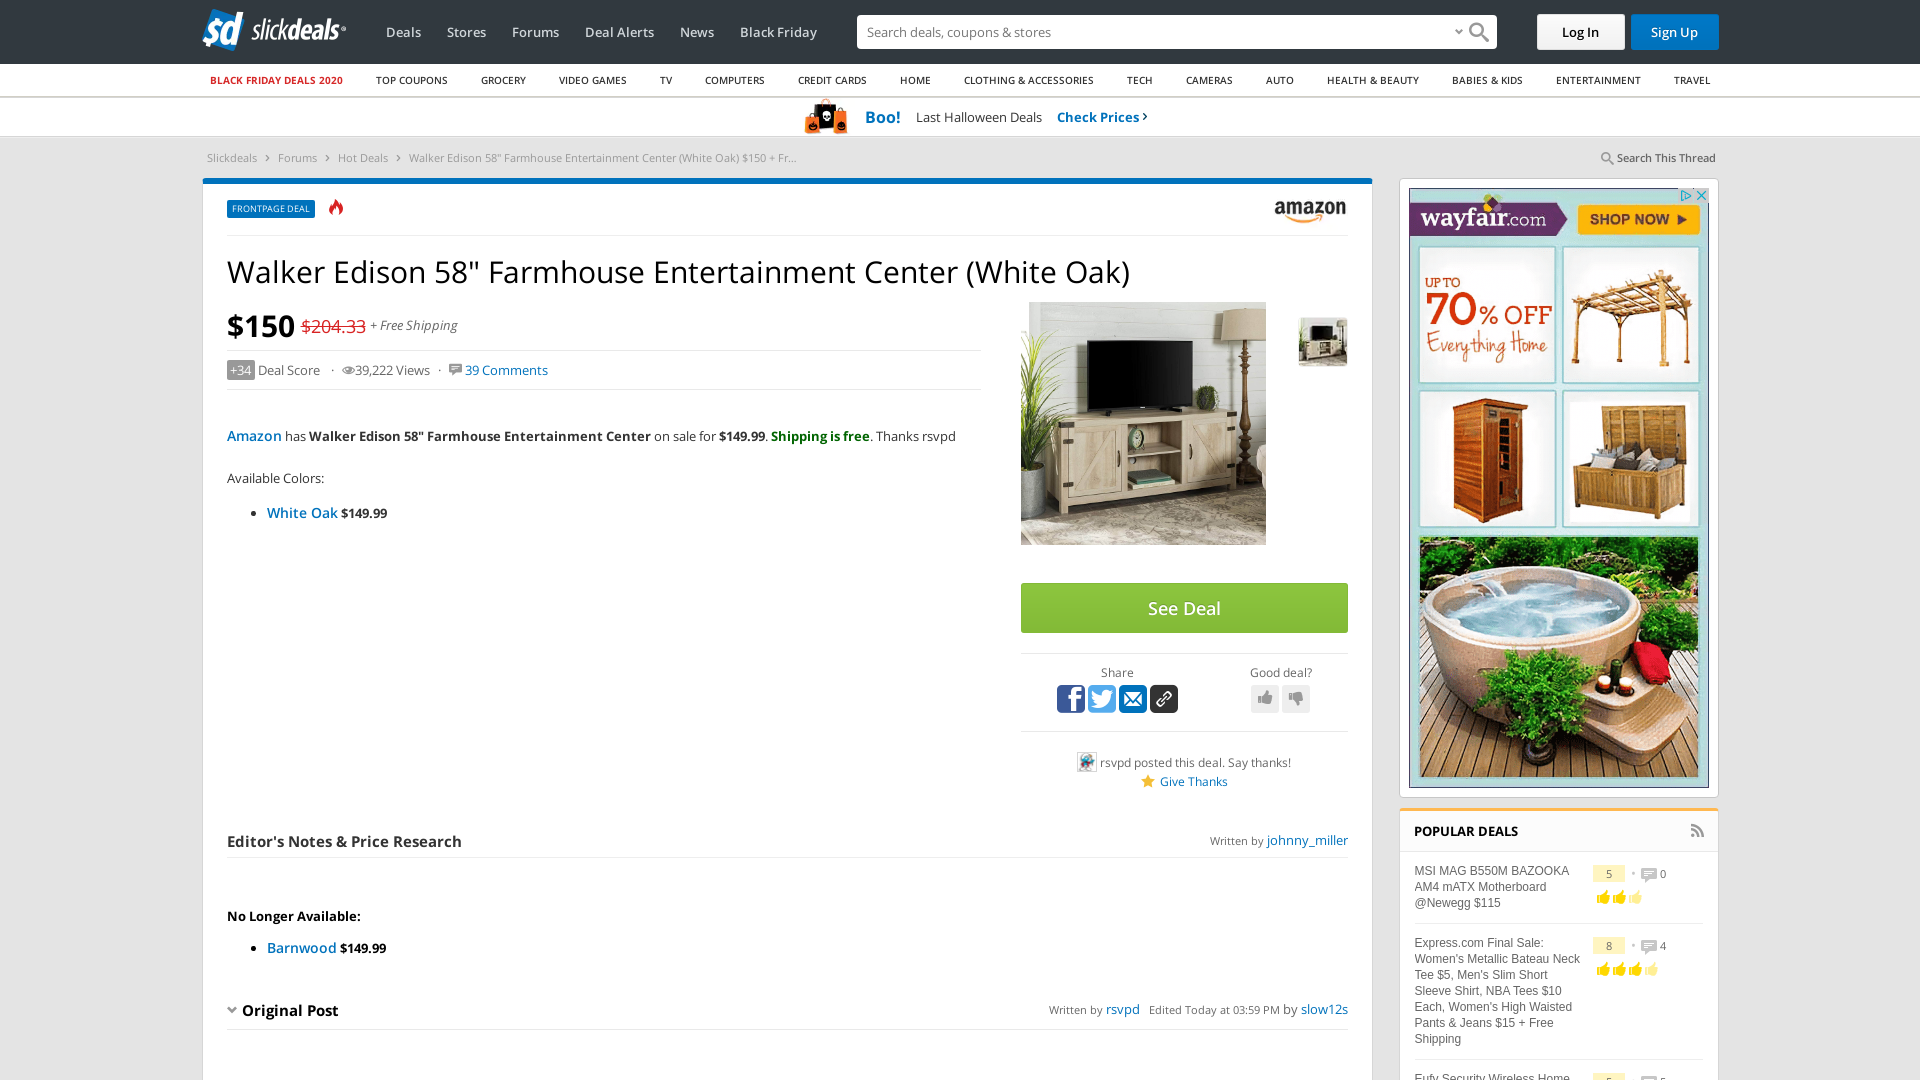 sd slickdeals
Deals
Stores
Forums
Deal Alerts
News
Black Friday
Search deals, coupons & stores
Log In
Sign Up
BLACK FRIDAY DEALS 2020
TOP COUPONS
GROCERY
VIDEO GAMES
TV
COMPUTERS
CREDIT CARDS
HOME
CLOTHING & ACCESSORIES
TECH
CAMERAS
AUTO
HEALTH & BEAUTY
BABIES & KIDS
ENTERTAINMENT
TRAVEL
Boo! Last Halloween Deals Check Prices ›
Slickdeals › Forums › Hot Deals › Walker Edison 58" Farmhouse Entertainment Center (White Oak) $150 + Fr...
Search This Thread
FRONTPAGE DEAL
amazon
Walker Edison 58" Farmhouse Entertainment Center (White Oak)
$150 $204.33 + Free Shipping
+34 Deal Score · 39,222 Views · 39 Comments
Amazon has Walker Edison 58" Farmhouse Entertainment Center on sale for $149.99. Shipping is free. Thanks rsvpd
Available Colors:
• White Oak $149.99
See Deal
Share
Good deal?
rsvpd posted this deal. Say thanks!
Give Thanks
Editor's Notes & Price Research
Written by johnny_miller
No Longer Available:
• Barnwood $149.99
Original Post
Written by rsvpd Edited Today at 03:59 PM by slow12s
wayfair.com
SHOP NOW
UP TO
70% OFF
Everything Home
POPULAR DEALS
MSI MAG B550M BAZOOKA
AM4 mATX Motherboard
@Newegg $115
5 • 0
Express.com Final Sale:
Women's Metallic Bateau Neck
Tee $5, Men's Slim Short
Sleeve Shirt, NBA Tees $10
Each, Women's High Waisted
Pants & Jeans $15 + Free
Shipping
8 • 4
Eufy Security Wireless Home
5 5